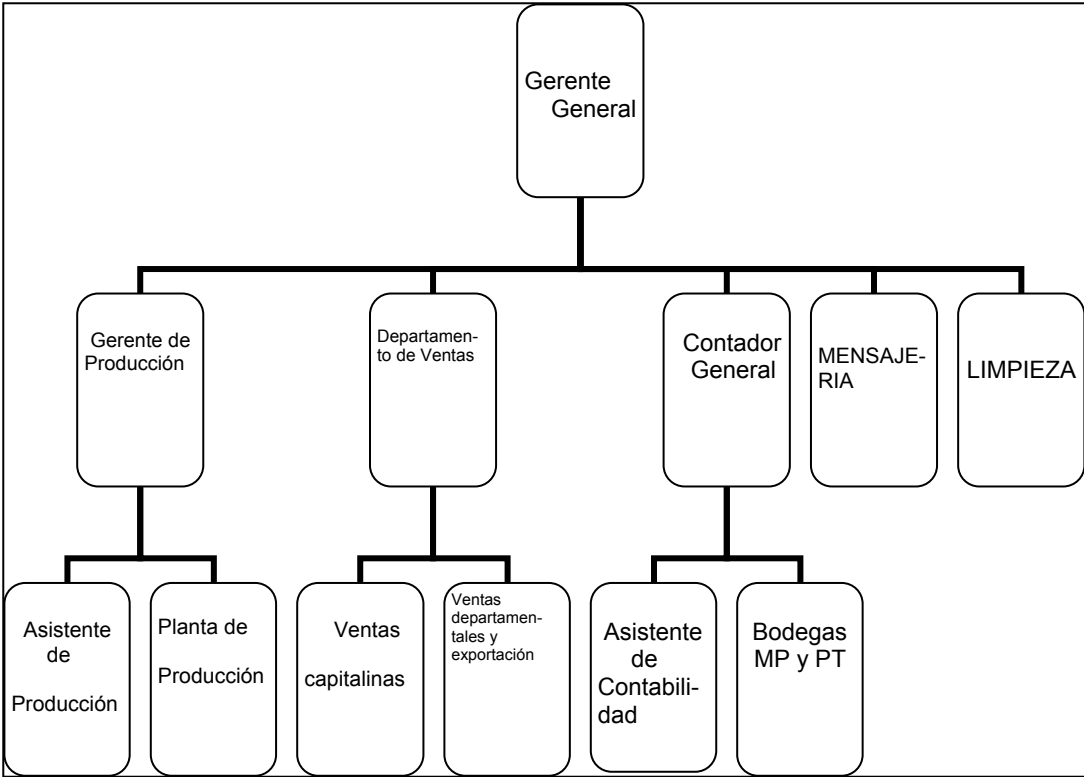 Gerente
General
Gerente de
Producción
Departamen-
to de Ventas
Contador
General
MENSAJE-
RIA
LIMPIEZA
Asistente
de
Producción
Planta de
Producción
Ventas
capitalinas
Ventas
departamen-
tales y
exportación
Asistente
de
Contabili-
dad
Bodegas
MP y PT